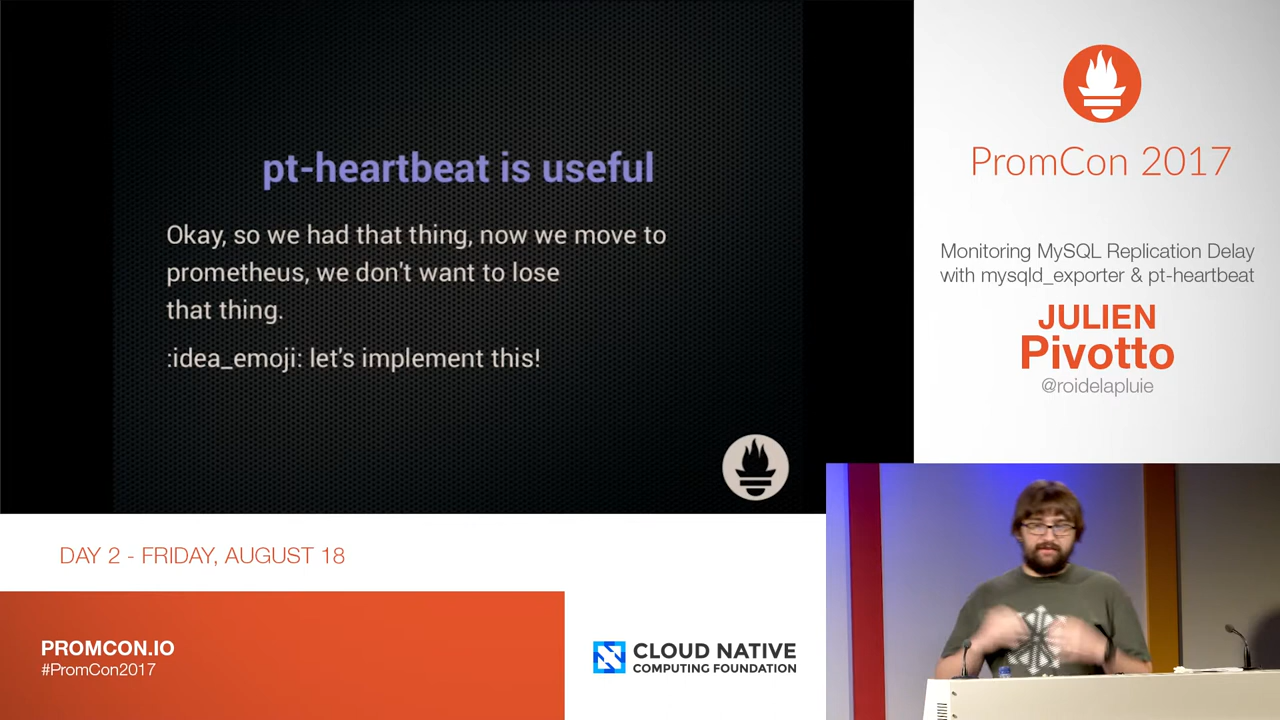 pt-heartbeat is useful
Okay, so we had that thing, now we move to
prometheus, we don't want to lose
that thing.
:idea_emoji: let's implement this!
PromCon 2017
Monitoring MySQL Replication Delay
with mysqld_exporter & pt-heartbeat
JULIEN
Pivotto
@roidelapluie
DAY 2 - FRIDAY, AUGUST 18
PROMCON.IO
#PromCon2017
CLOUD NATIVE
COMPUTING FOUNDATION